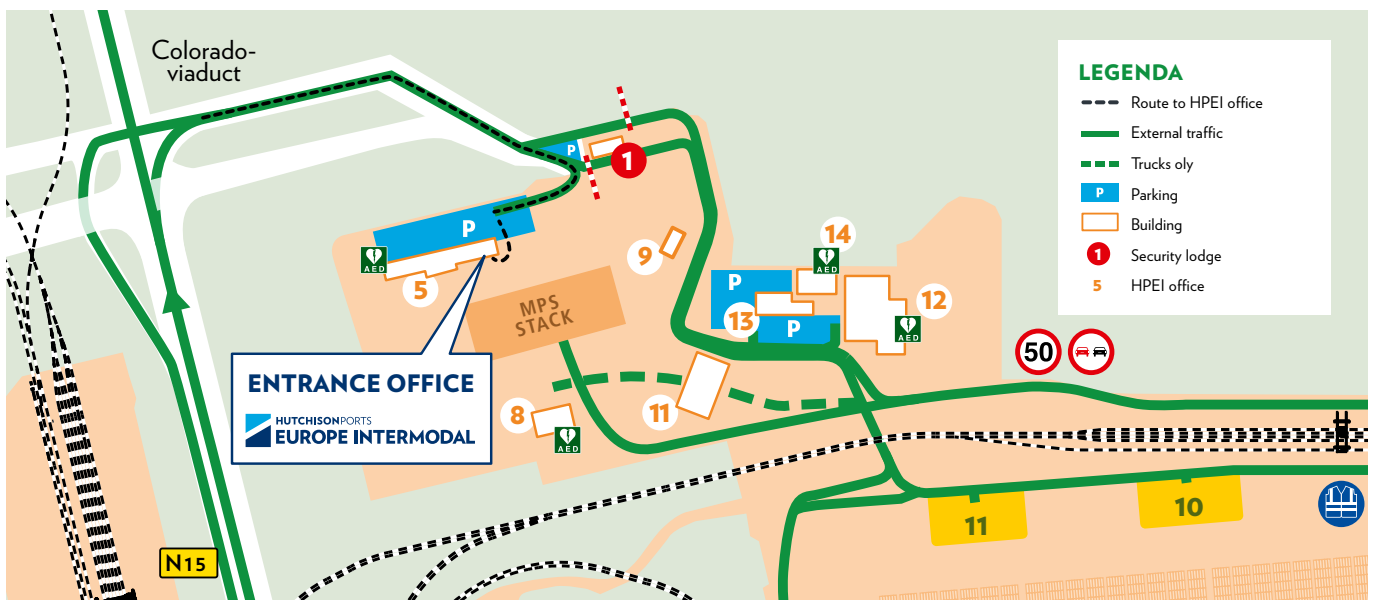 Colorado-
viaduct
LEGENDA
Route to HPEI office
External traffic
Trucks oly
P Parking
Building
1 Security lodge
5 HPEI office
P
1
P
AED
5
9
14
AED
P
12
13
P
AED
MPS
STACK
50
ENTRANCE OFFICE
HUTCHISONPORTS
EUROPE INTERMODAL
8
11
AED
10
11
N15